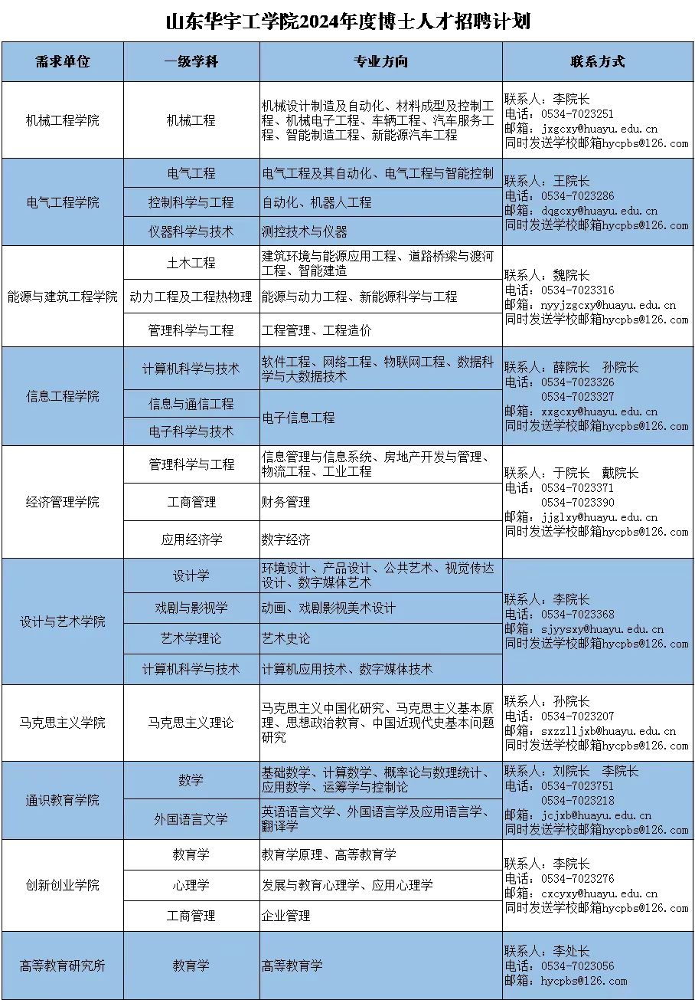 山东华宇工学院2024年度博士人才招聘计划
需求单位 一级学科 专业方向 联系方式
机械工程学院
机械工程
机械设计制造及自动化、材料成型及控制工
程、机械电子工程、车辆工程、汽车服务工
程、智能制造工程、新能源汽车工程
联系人：李院长
电话：0534-7023251
邮箱：jxgcxy@huayu.edu.cn
同时发送学校邮箱hycpbs@126.com
电气工程学院
电气工程
电气工程及其自动化、电气工程与智能控制
控制科学与工程
自动化、机器人工程
仪器科学与技术
测控技术与仪器
联系人：王院长
电话：0534-7023286
邮箱：dqgcxy@huayu.edu.cn
同时发送学校邮箱hycpbs@126.com
能源与建筑工程学院
土木工程
建筑环境与能源应用工程、道路桥梁与渡河
工程、智能建造
动力工程及工程热物理
能源与动力工程、新能源科学与工程
管理科学与工程
工程管理、工程造价
联系人：魏院长
电话：0534-7023316
邮箱：nyyjzgcxy@huayu.edu.cn
同时发送学校邮箱hycpbs@126.com
信息工程学院
计算机科学与技术
软件工程、网络工程、物联网工程、数据科
学与大数据技术
信息与通信工程
电子科学与技术
电子信息工程
联系人：薛院长 孙院长
电话：0534-7023326
0534-7023327
邮箱：xxgcxy@huayu.edu.cn
同时发送学校邮箱hycpbs@126.com
经济管理学院
管理科学与工程
信息管理与信息系统、房地产开发与管理、
物流工程、工业工程
工商管理
财务管理
应用经济学
数字经济
联系人：于院长 戴院长
电话：0534-7023371
0534-7023390
邮箱：jjglxy@huayu.edu.cn
同时发送学校邮箱hycpbs@126.com
设计与艺术学院
设计学
环境设计、产品设计、公共艺术、视觉传达
设计、数字媒体艺术
戏剧与影视学
动画、戏剧影视美术设计
艺术学理论
艺术史论
计算机科学与技术
计算机应用技术、数字媒体技术
联系人：李院长
电话：0534-7023368
邮箱：sjyysxy@huayu.edu.cn
同时发送学校邮箱hycpbs@126.com
马克思主义学院
马克思主义理论
马克思主义中国化研究、马克思主义基本原
理、思想政治教育、中国近现代史基本问题
研究
联系人：孙院长
电话：0534-7023207
邮箱：sxzzlljxb@huayu.edu.cn
同时发送学校邮箱hycpbs@126.com
通识教育学院
数学
基础数学、计算数学、概率论与数理统计、
应用数学、运筹学与控制论
外国语言文学
英语语言文学、外国语言学及应用语言学、
翻译学
联系人：刘院长 李院长
电话：0534-7023751
0534-7023218
邮箱：jcjxb@huayu.edu.cn
同时发送学校邮箱hycpbs@126.com
创新创业学院
教育学
教育学原理、高等教育学
心理学
发展与教育心理学、应用心理学
工商管理
企业管理
联系人：李院长
电话：0534-7023276
邮箱：cxcyxy@huayu.edu.cn
同时发送学校邮箱hycpbs@126.com
高等教育研究所
教育学
高等教育学
联系人：李处长
电话：0534-7023056
邮箱：hycpbs@126.com